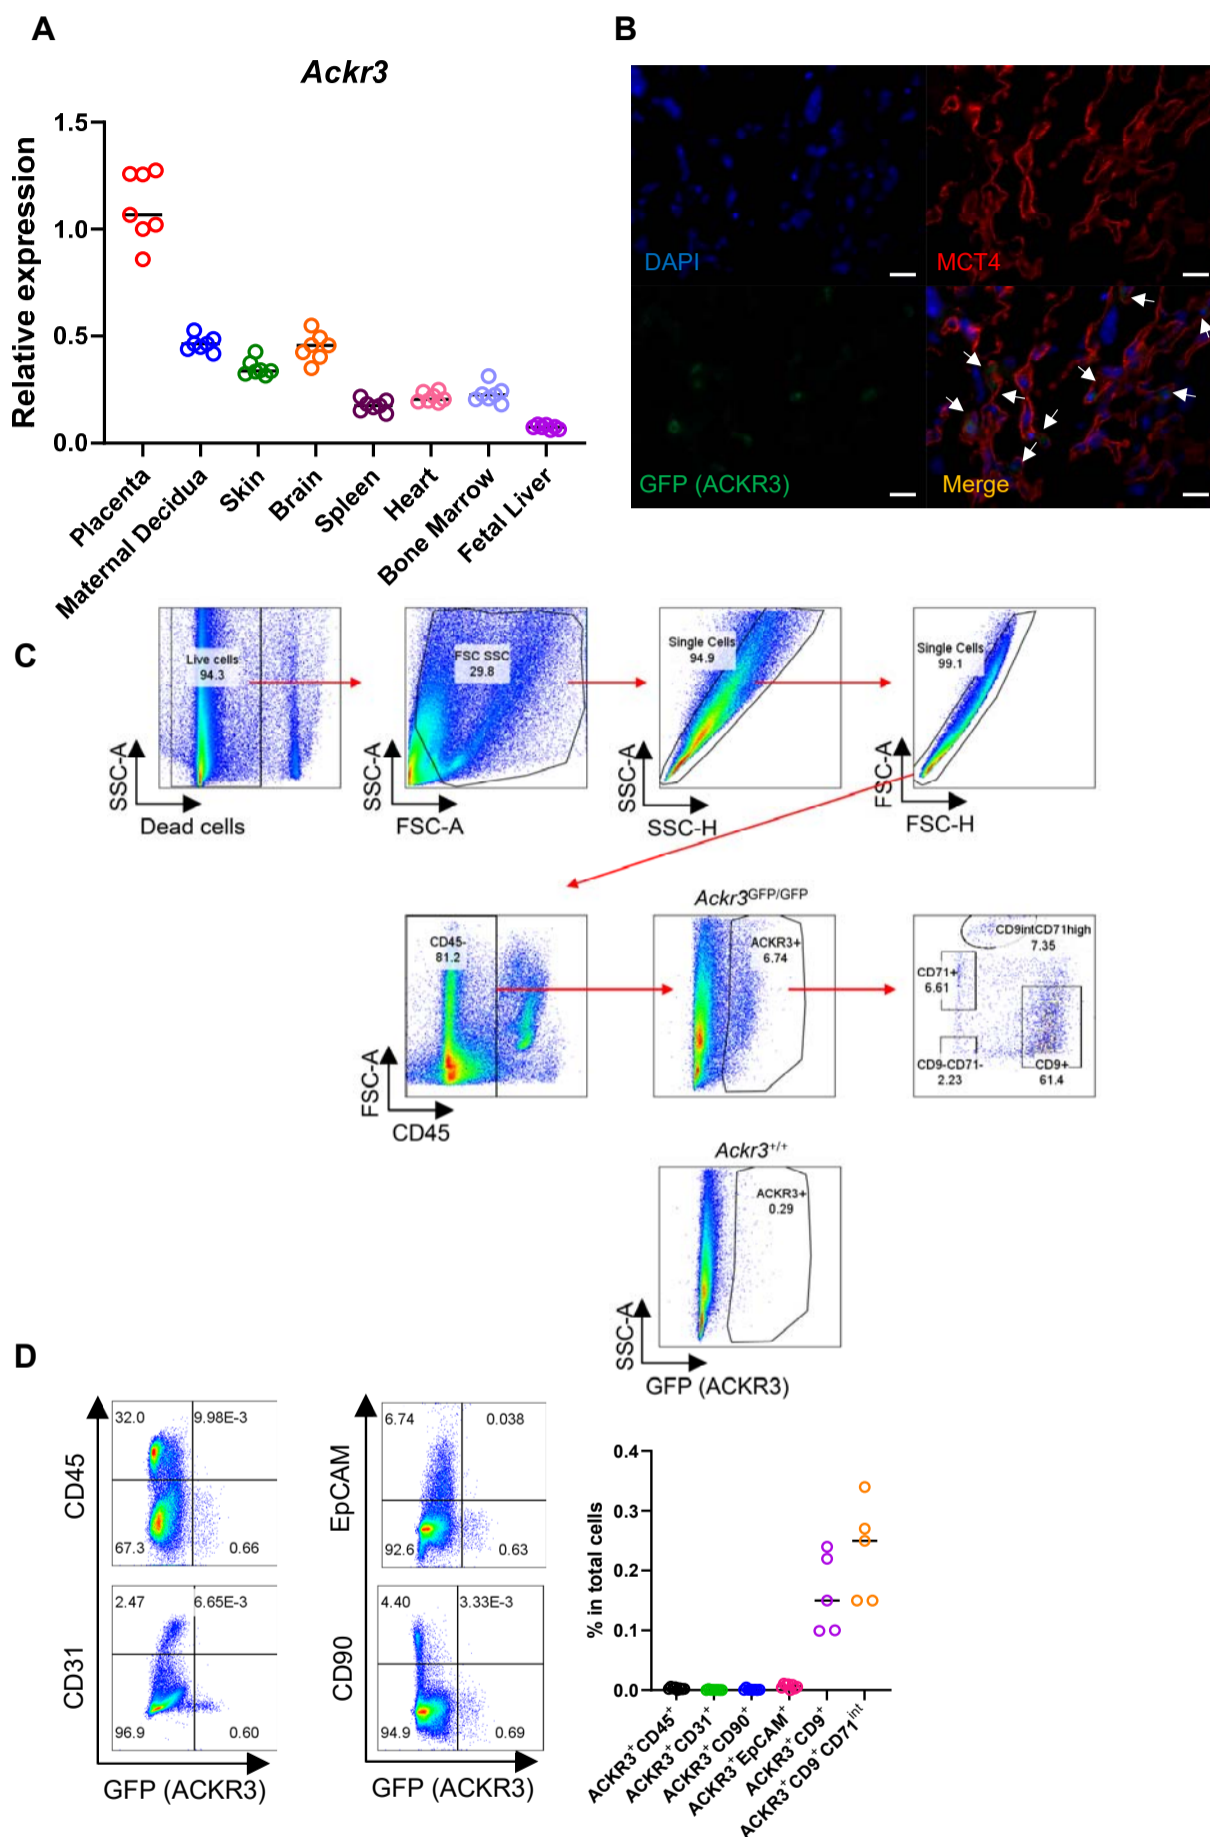 A
Ackr3
Relative expression
1.5
1.0
0.5
0.0
Placenta
Maternal Decidua
Skin
Brain
Spleen
Heart
Bone Marrow
Fetal Liver
B
DAPI
MCT4
GFP (ACKR3)
Merge
C
Live cells
94.3
SSC-A
Dead cells
FSC SSC
29.8
SSC-A
FSC-A
Single Cells
94.9
SSC-A
SSC-H
Single Cells
99.1
FSC-A
FSC-H
CD45-
81.2
FSC-A
CD45
Ackr3GFP/GFP
ACKR3+
6.74
CD9intCD71high
7.35
CD71+
6.61
CD9-CD71-
2.23
CD9+
61.4
Ackr3+/+
ACKR3+
0.29
SSC-A
GFP (ACKR3)
D
CD45
32.0
9.98E-3
67.3
0.66
CD31
2.47
6.65E-3
96.9
0.60
GFP (ACKR3)
EpCAM
6.74
0.038
92.6
0.63
CD90
4.40
3.33E-3
94.9
0.69
GFP (ACKR3)
% in total cells
0.4
0.3
0.2
0.1
0.0
ACKR3+CD45+
ACKR3+CD31+
ACKR3+CD90+
ACKR3+EpCAM+
ACKR3+CD9+
ACKR3+CD9+CD71int